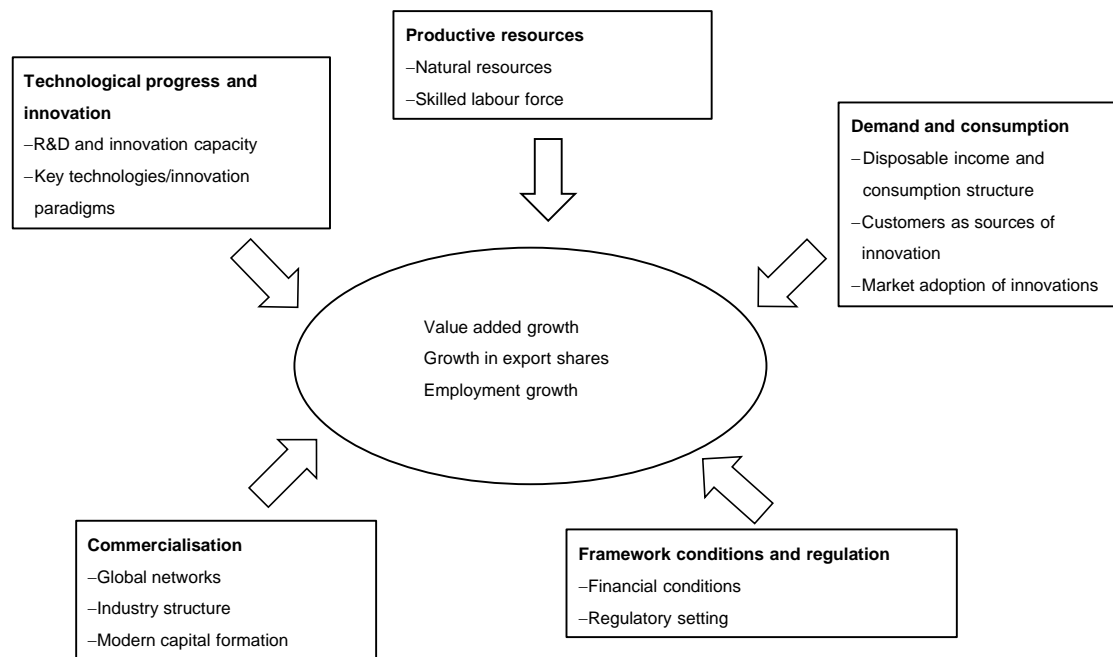 Productive resources
–Natural resources
–Skilled labour force
Technological progress and
innovation
–R&D and innovation capacity
–Key technologies/innovation
paradigms
Demand and consumption
–Disposable income and
consumption structure
–Customers as sources of
innovation
–Market adoption of innovations
Value added growth
Growth in export shares
Employment growth
Commercialisation
–Global networks
–Industry structure
–Modern capital formation
Framework conditions and regulation
–Financial conditions
–Regulatory setting